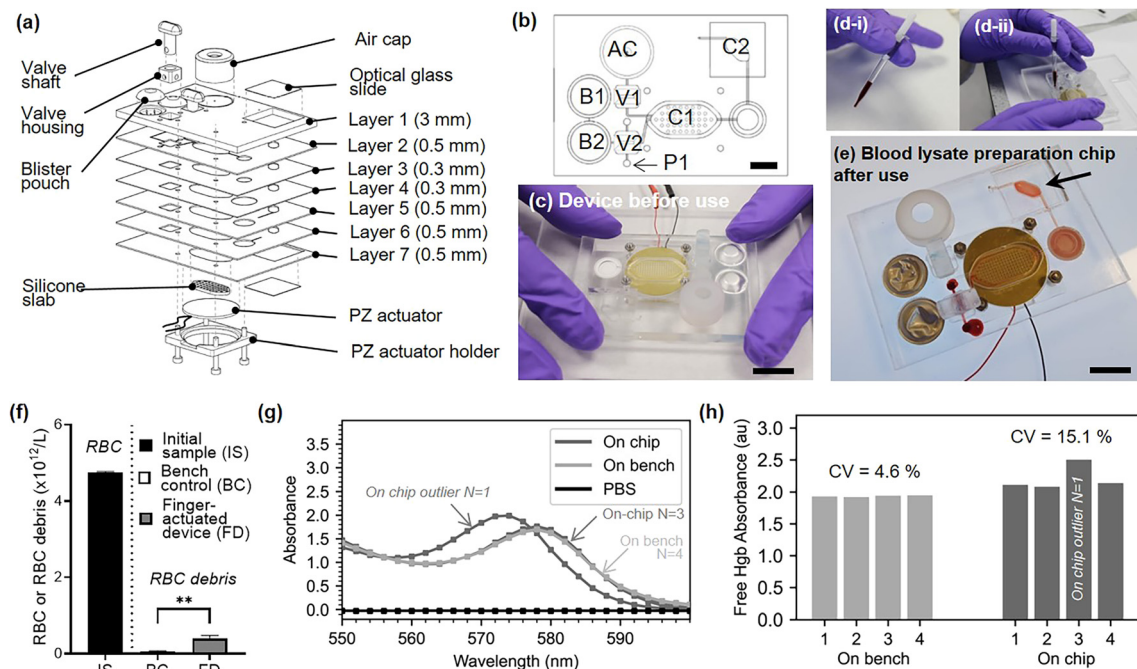 (a)
Valve
shaft
Valve
housing
Blister
pouch
Silicone
slab
Air cap
Optical glass
slide
Layer 1 (3 mm)
Layer 2 (0.5 mm)
Layer 3 (0.3 mm)
Layer 4 (0.3 mm)
Layer 5 (0.5 mm)
Layer 6 (0.5 mm)
Layer 7 (0.5 mm)
PZ actuator
PZ actuator holder
(b)
AC
C2
B1
V1
C1
B2
V2
P1
(c) Device before use
(d-i)
(d-ii)
(e) Blood lysate preparation chip
after use
(f)
RBC or RBC debris (x10¹²/L)
6
4
2
0
RBC
Initial
sample (IS)
Bench
control (BC)
Finger-
actuated
device (FD)
RBC debris
**
IS
BC
FD
(g)
Absorbance
3.5
3.0
2.5
2.0
1.5
1.0
0.5
0.0
On chip
On bench
PBS
On chip outlier N=1
On-chip N=3
On bench
N=4
550
560
570
580
590
Wavelength (nm)
(h)
Free Hgb Absorbance (au)
3.0
2.5
2.0
1.5
1.0
0.5
0.0
CV = 4.6 %
CV = 15.1 %
On chip outlier N=1
1 2 3 4
1 2 3 4
On bench
On chip